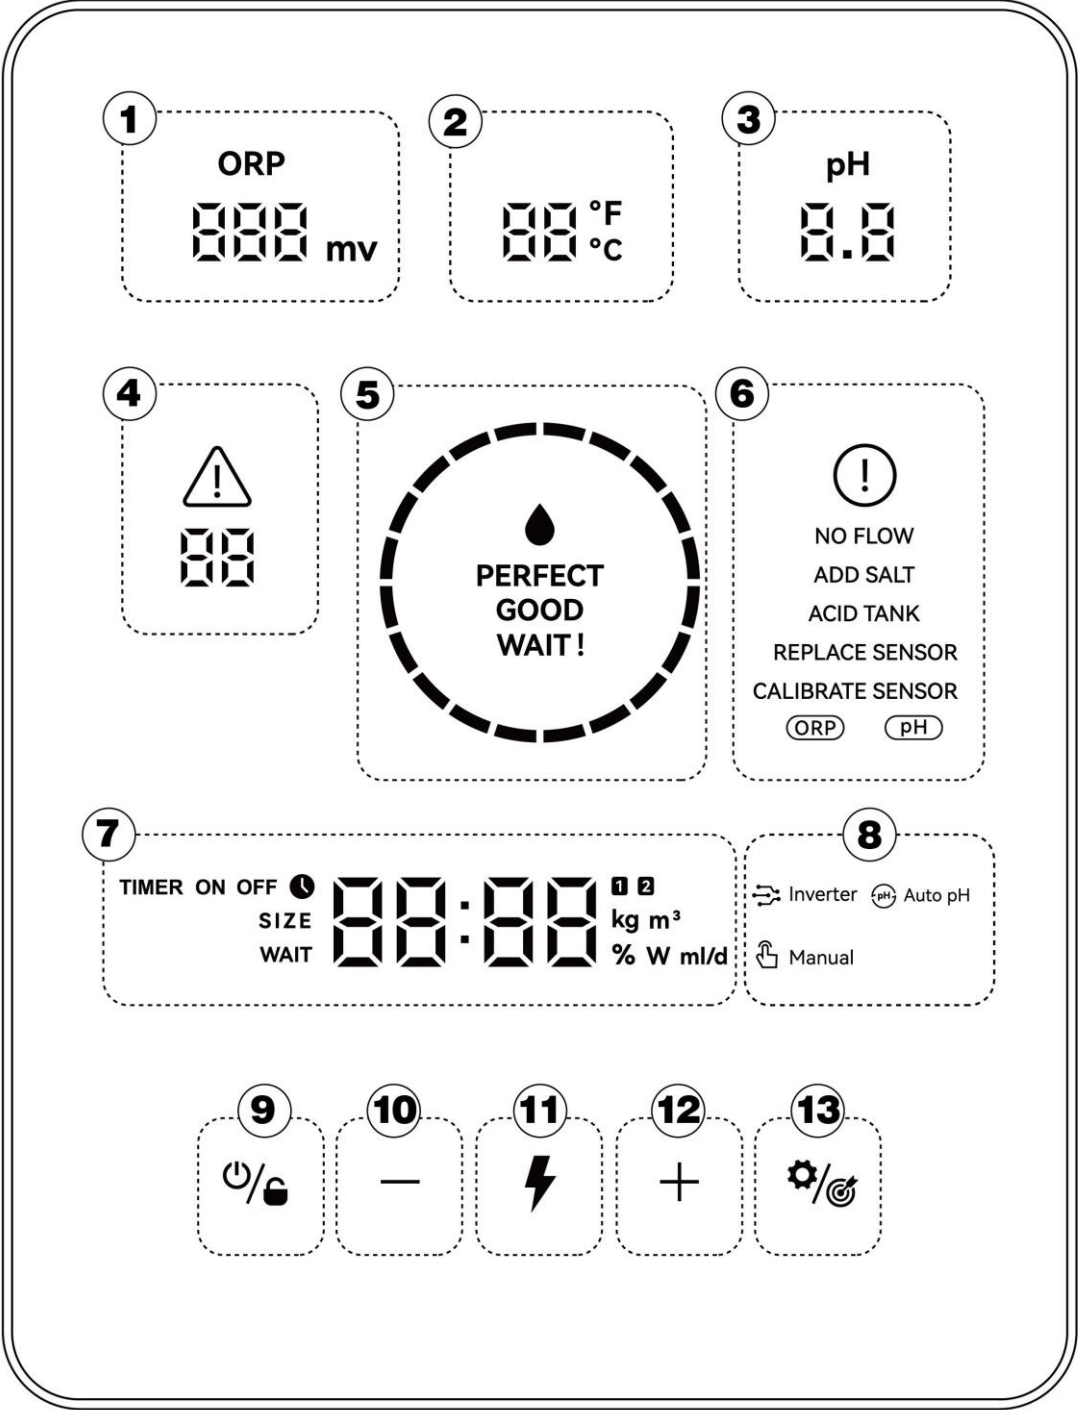 1
ORP
888 mv
2
88 °F
°C
3
pH
8.8
4
!
88
5
PERFECT
GOOD
WAIT !
6
!
NO FLOW
ADD SALT
ACID TANK
REPLACE SENSOR
CALIBRATE SENSOR
ORP pH
7
TIMER ON OFF 88:88 1 2
SIZE kg m³
WAIT % W ml/d
8
Inverter pH Auto pH
Manual
9
/
10
−
11
12
+
13
/